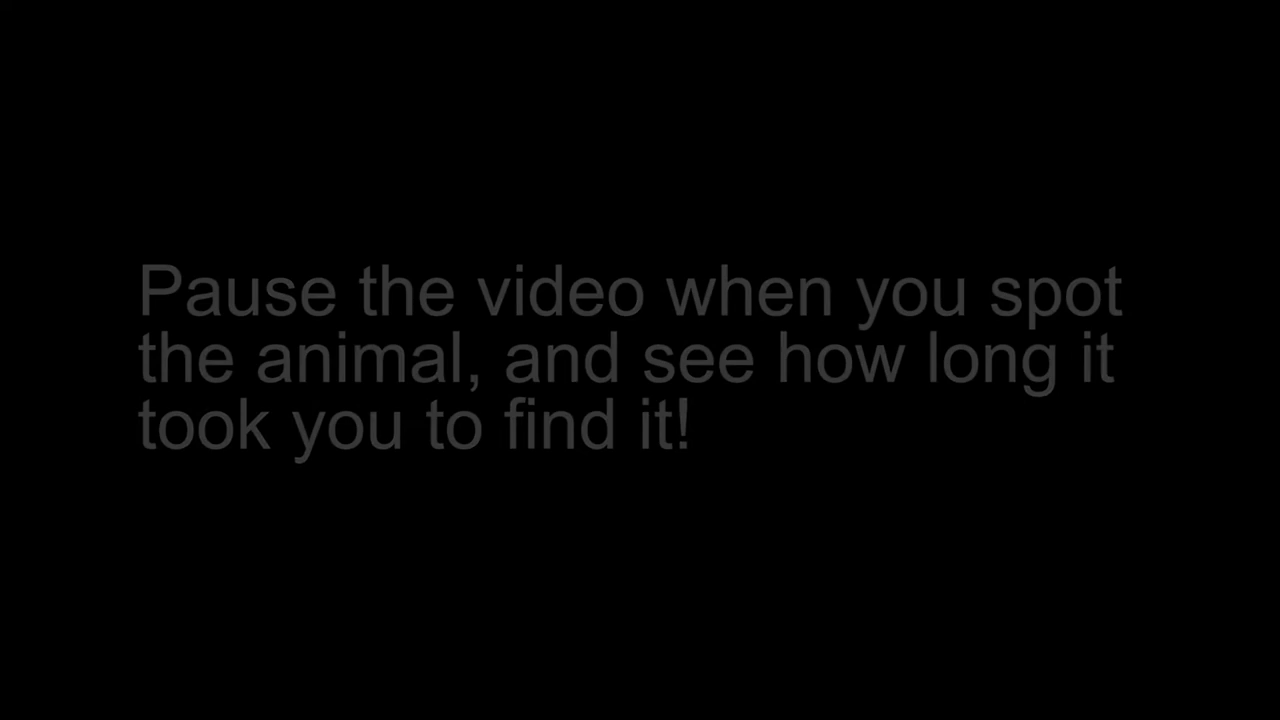 Pause the video when you spot
the animal, and see how long it
took you to find it!